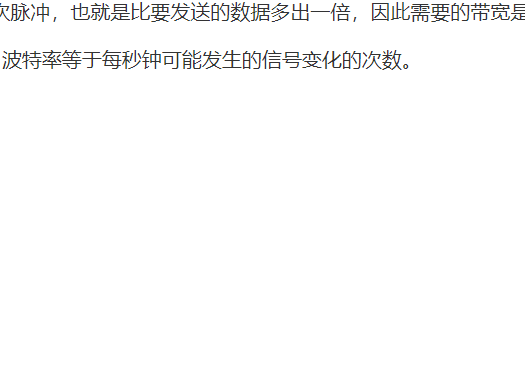 次脉冲，也就是比要发送的数据多出一倍，因此需要的带宽是
波特率等于每秒钟可能发生的信号变化的次数。